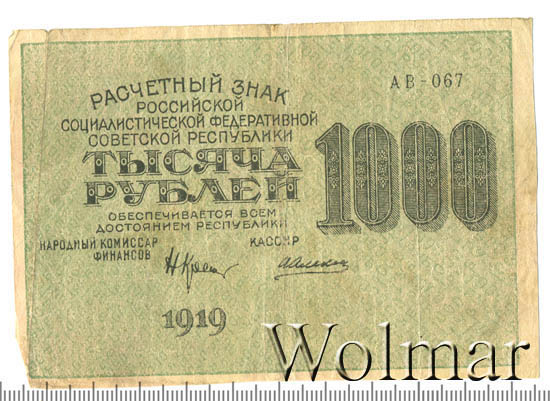 АВ-067
РАСЧЕТНЫЙ ЗНАК
РОССИЙСКОЙ
СОЦИАЛИСТИЧЕСКОЙ ФЕДЕРАТИВНОЙ
СОВЕТСКОЙ РЕСПУБЛИКИ
ТЫСЯЧА
РУБЛЕЙ
1000
ОБЕСПЕЧИВАЕТСЯ ВСЕМ
ДОСТОЯНИЕМ РЕСПУБЛИКИ
НАРОДНЫЙ КОМИССАР
ФИНАНСОВ
КАССИР
1919
Wolmar